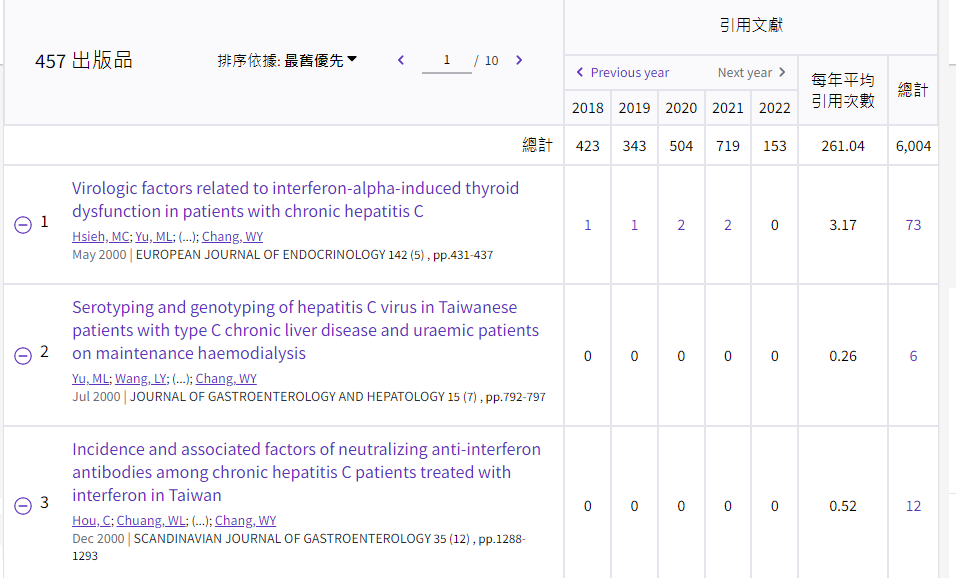 457 出版品 排序依據: 最舊優先 1 / 10
引用文獻
Previous year Next year
每年平均
引用次數
總計
2018 2019 2020 2021 2022
總計 423 343 504 719 153 261.04 6,004
1
Virologic factors related to interferon-alpha-induced thyroid
dysfunction in patients with chronic hepatitis C
Hsieh, MC; Yu, ML; (...); Chang, WY
May 2000 | EUROPEAN JOURNAL OF ENDOCRINOLOGY 142 (5) , pp.431-437
1 1 2 2 0 3.17 73
2
Serotyping and genotyping of hepatitis C virus in Taiwanese
patients with type C chronic liver disease and uraemic patients
on maintenance haemodialysis
Yu, ML; Wang, LY; (...); Chang, WY
Jul 2000 | JOURNAL OF GASTROENTEROLOGY AND HEPATOLOGY 15 (7) , pp.792-797
0 0 0 0 0 0.26 6
3
Incidence and associated factors of neutralizing anti-interferon
antibodies among chronic hepatitis C patients treated with
interferon in Taiwan
Hou, C; Chuang, WL; (...); Chang, WY
Dec 2000 | SCANDINAVIAN JOURNAL OF GASTROENTEROLOGY 35 (12) , pp.1288-
1293
0 0 0 0 0 0.52 12